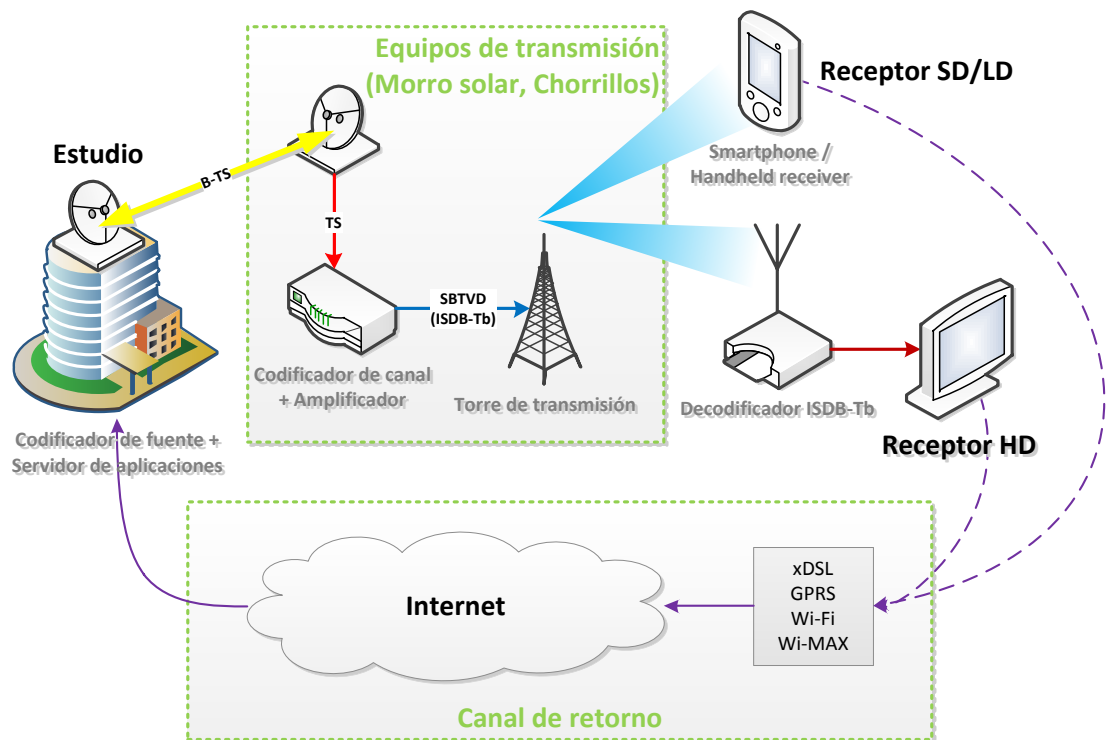 Equipos de transmisión
(Morro solar, Chorrillos)
Receptor SD/LD
Smartphone /
Handheld receiver
Estudio
B-TS
TS
SBTVD
(ISDB-Tb)
Codificador de canal
+ Amplificador
Torre de transmisión
Decodificador ISDB-Tb
Receptor HD
Codificador de fuente +
Servidor de aplicaciones
Internet
xDSL
GPRS
Wi-Fi
Wi-MAX
Canal de retorno